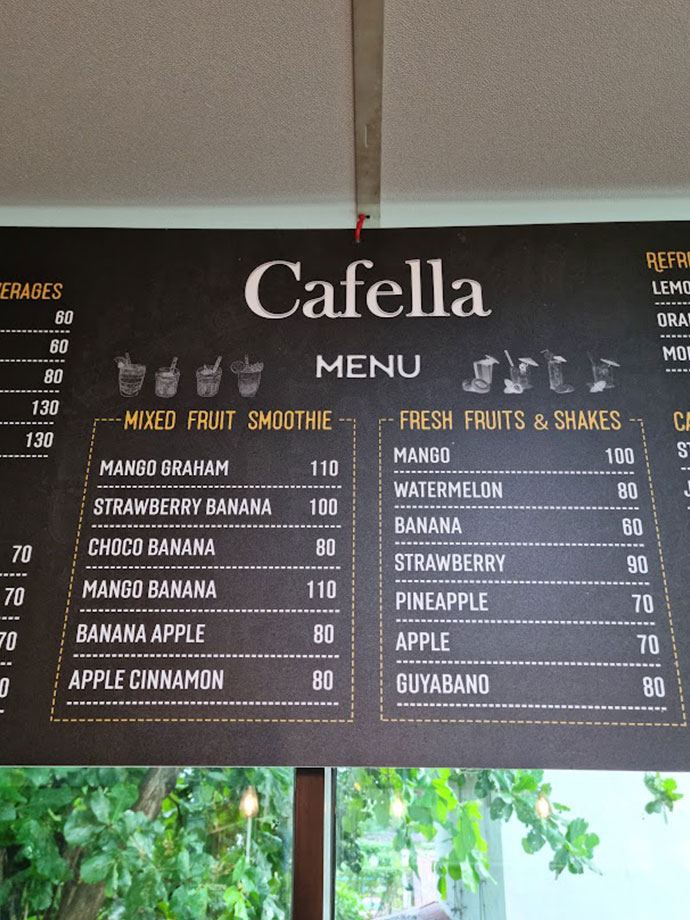 Cafella
MENU
60
60
80
130
130
70
70
70
MIXED FRUIT SMOOTHIE
MANGO GRAHAM 110
STRAWBERRY BANANA 100
CHOCO BANANA 80
MANGO BANANA 110
BANANA APPLE 80
APPLE CINNAMON 80
FRESH FRUITS & SHAKES
MANGO 100
WATERMELON 80
BANANA 60
STRAWBERRY 90
PINEAPPLE 70
APPLE 70
GUYABANO 80